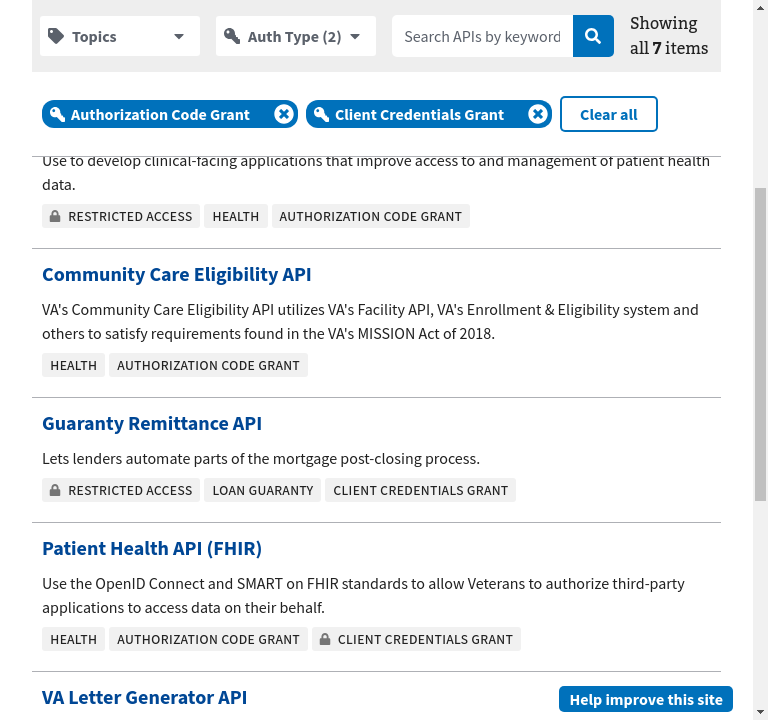 Topics
Auth Type (2)
Search APIs by keyword
Showing
all 7 items
Authorization Code Grant
Client Credentials Grant
Clear all
Use to develop clinical-facing applications that improve access to and management of patient health
data.
RESTRICTED ACCESS
HEALTH
AUTHORIZATION CODE GRANT
Community Care Eligibility API
VA's Community Care Eligibility API utilizes VA's Facility API, VA's Enrollment & Eligibility system and
others to satisfy requirements found in the VA's MISSION Act of 2018.
HEALTH
AUTHORIZATION CODE GRANT
Guaranty Remittance API
Lets lenders automate parts of the mortgage post-closing process.
RESTRICTED ACCESS
LOAN GUARANTY
CLIENT CREDENTIALS GRANT
Patient Health API (FHIR)
Use the OpenID Connect and SMART on FHIR standards to allow Veterans to authorize third-party
applications to access data on their behalf.
HEALTH
AUTHORIZATION CODE GRANT
CLIENT CREDENTIALS GRANT
VA Letter Generator API
Help improve this site